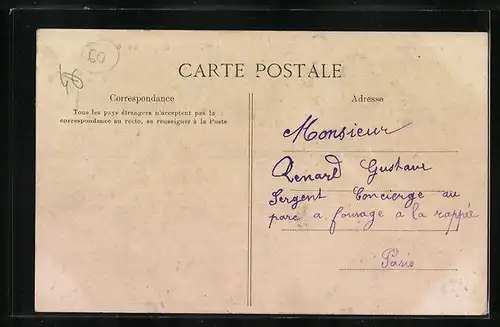 60
46
CARTE POSTALE
Correspondance
Tous les pays étrangers n'acceptent pas la
correspondance au recto, se renseigner à la Poste
Adresse
Monsieur
Renard Gustave
Sergent Concierge au
parc a fourage a la rappée
Paris